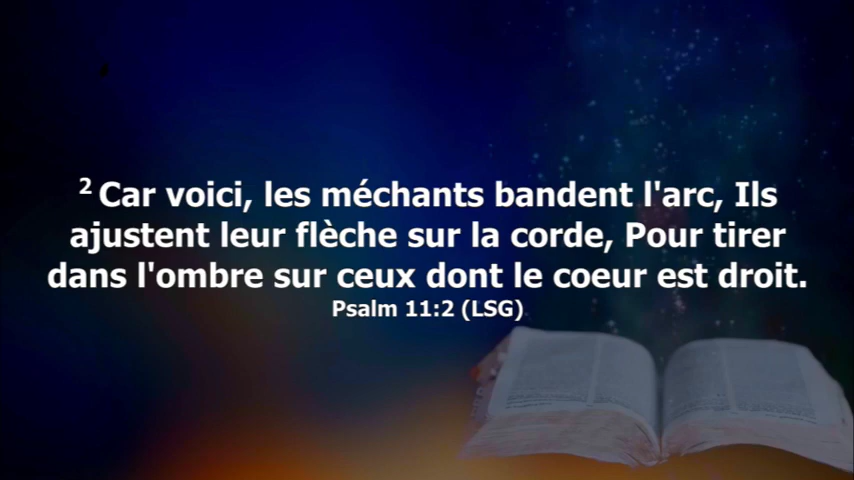 2 Car voici, les méchants bandent l'arc, Ils
ajustent leur flèche sur la corde, Pour tirer
dans l'ombre sur ceux dont le coeur est droit.
Psalm 11:2 (LSG)